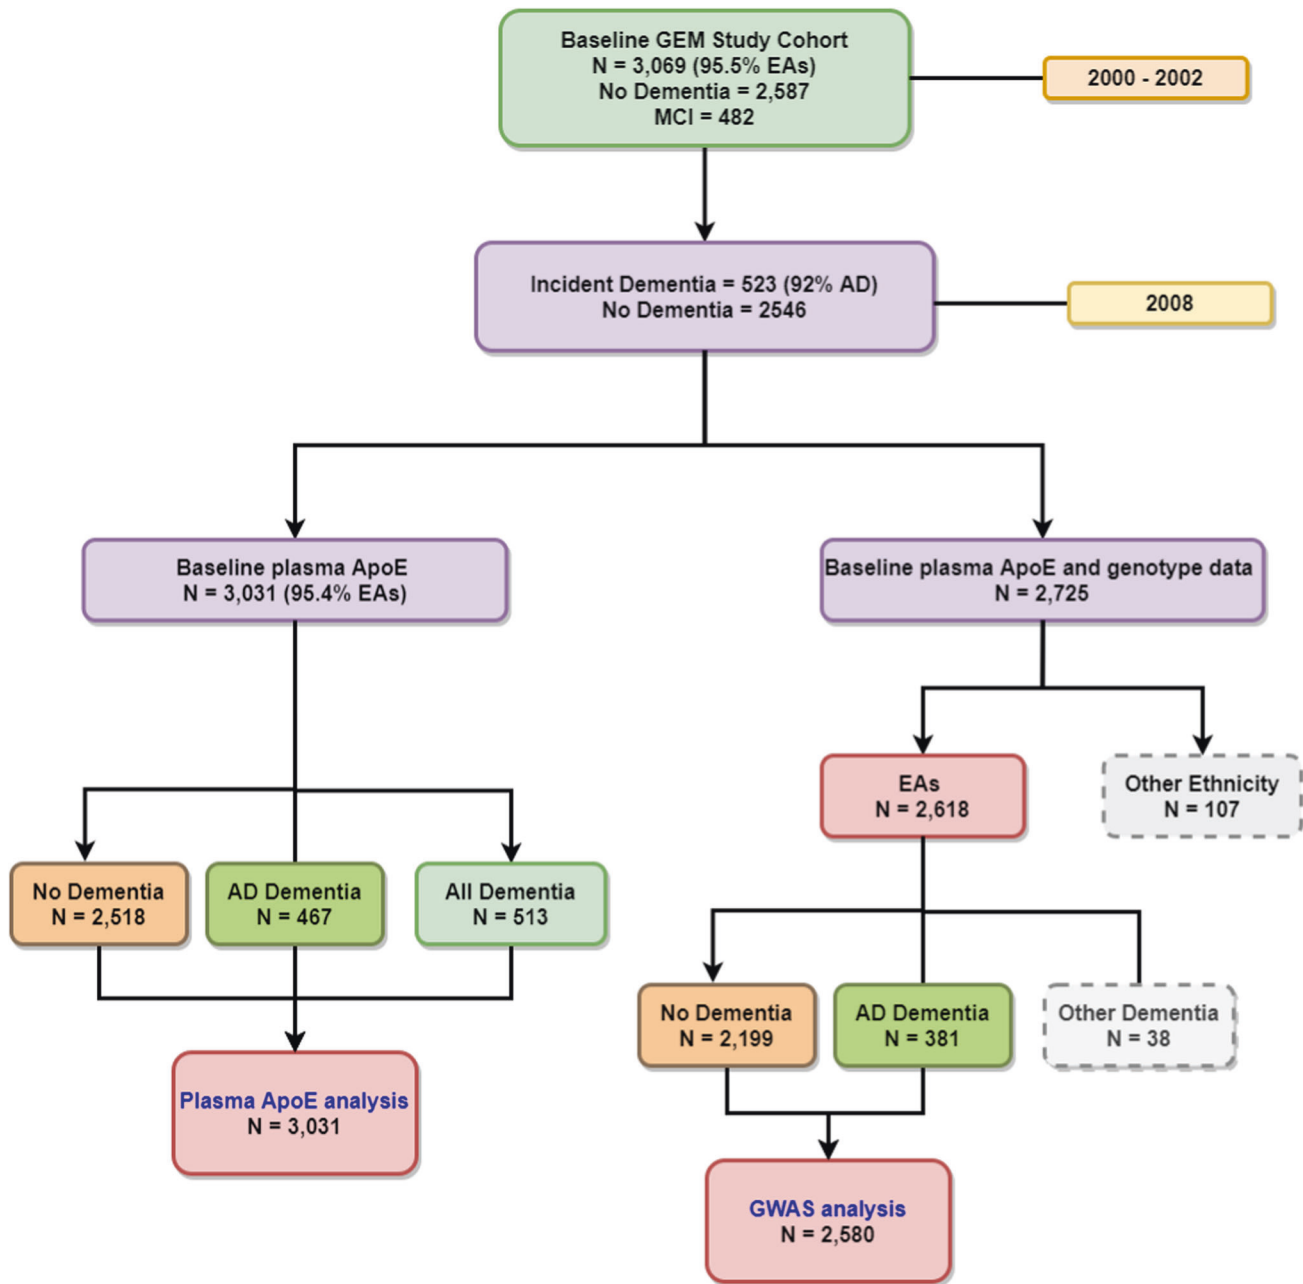 Baseline GEM Study Cohort
N = 3,069 (95.5% EAs)
No Dementia = 2,587
MCI = 482
2000 - 2002
Incident Dementia = 523 (92% AD)
No Dementia = 2546
2008
Baseline plasma ApoE
N = 3,031 (95.4% EAs)
Baseline plasma ApoE and genotype data
N = 2,725
EAs
N = 2,618
Other Ethnicity
N = 107
No Dementia
N = 2,518
AD Dementia
N = 467
All Dementia
N = 513
No Dementia
N = 2,199
AD Dementia
N = 381
Other Dementia
N = 38
Plasma ApoE analysis
N = 3,031
GWAS analysis
N = 2,580